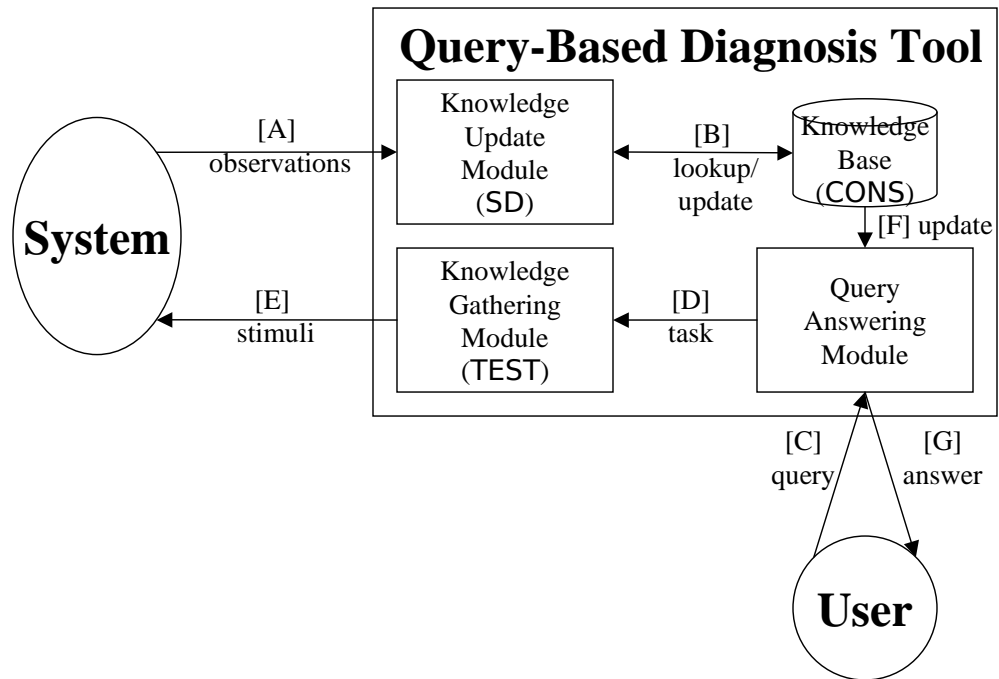 Query-Based Diagnosis Tool
Knowledge
Update
Module
(SD)
[A]
observations
[B]
lookup/
update
Knowledge
Base
(CONS)
[F] update
System
Knowledge
Gathering
Module
(TEST)
[E]
stimuli
[D]
task
Query
Answering
Module
[C]
query
[G]
answer
User